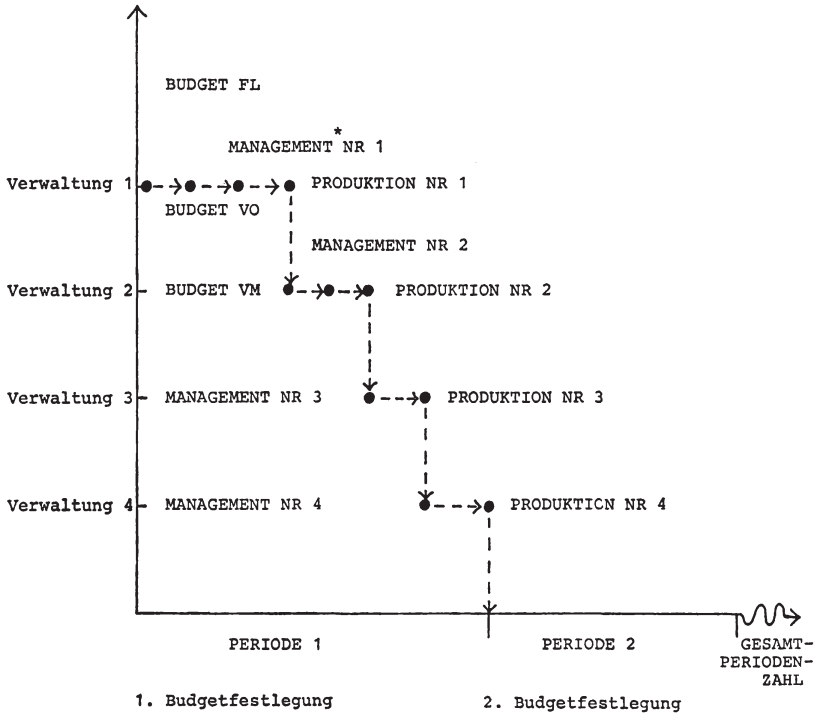 BUDGET FL
*
MANAGEMENT NR 1
Verwaltung 1 PRODUKTION NR 1
BUDGET VO
MANAGEMENT NR 2
Verwaltung 2 BUDGET VM PRODUKTION NR 2
Verwaltung 3 MANAGEMENT NR 3 PRODUKTION NR 3
Verwaltung 4 MANAGEMENT NR 4 PRODUKTION NR 4
PERIODE 1 PERIODE 2 GESAMT-
PERIODEN-
ZAHL
1. Budgetfestlegung 2. Budgetfestlegung